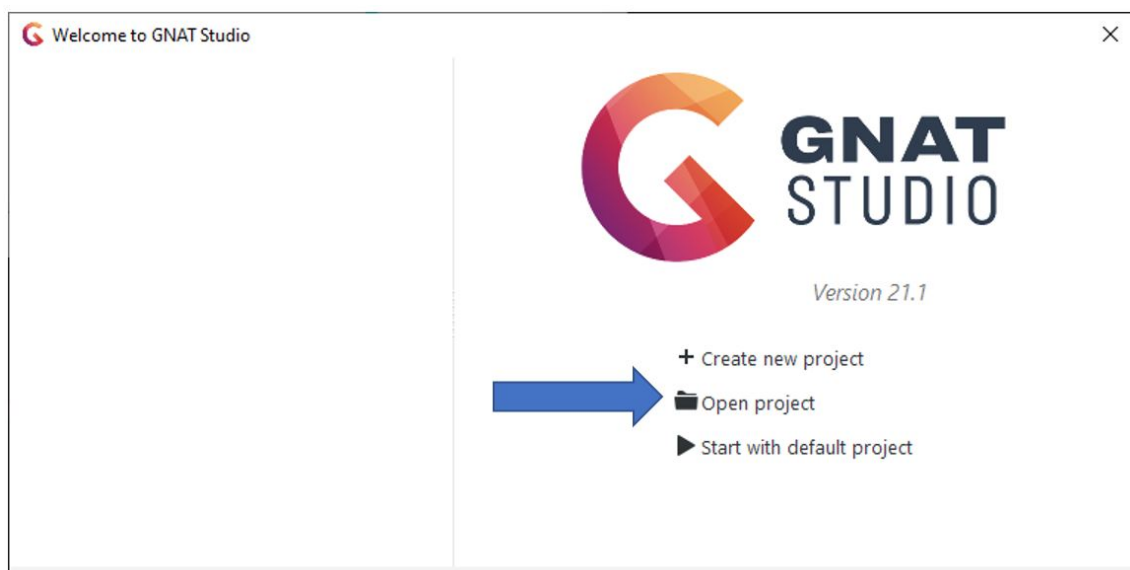 Welcome to GNAT Studio
GNAT
STUDIO
Version 21.1
Create new project
Open project
Start with default project